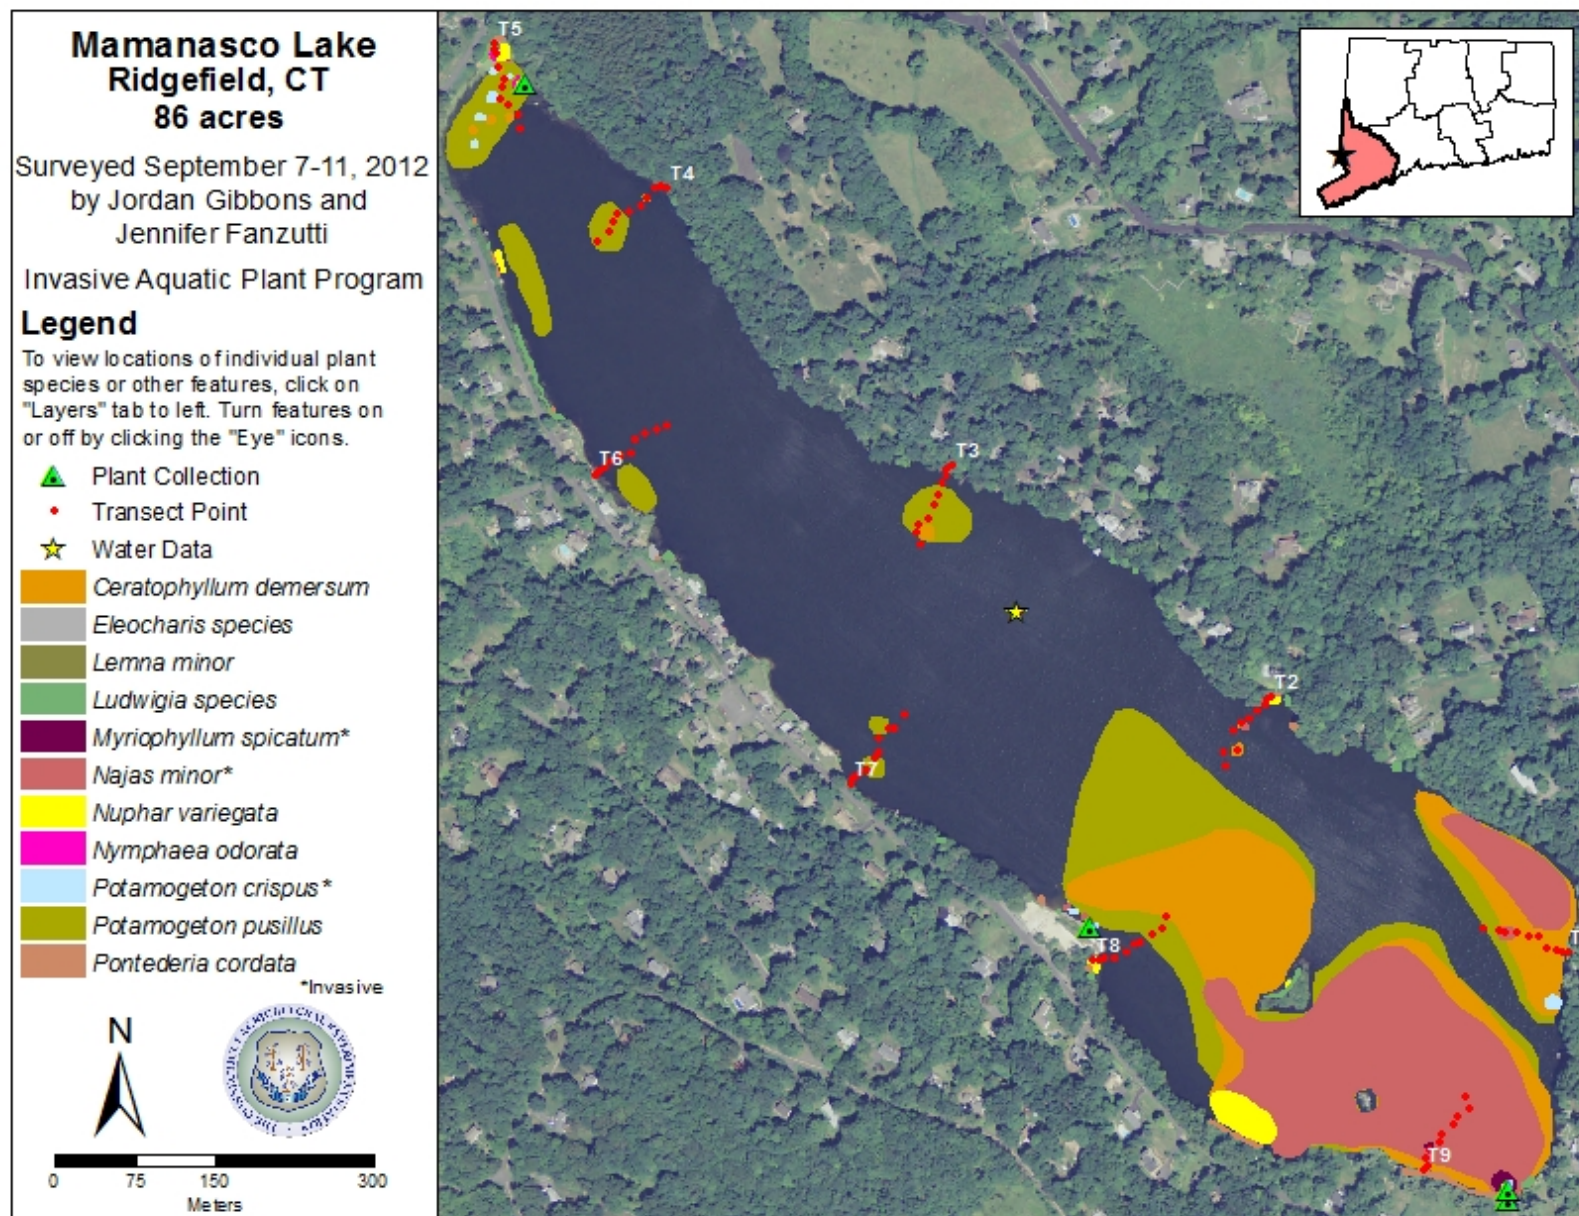 Mamanasco Lake
Ridgefield, CT
86 acres
Surveyed September 7-11, 2012
by Jordan Gibbons and
Jennifer Fanzutti
Invasive Aquatic Plant Program
Legend
To view locations of individual plant
species or other features, click on
"Layers" tab to left. Turn features on
or off by clicking the "Eye" icons.
Plant Collection
Transect Point
Water Data
Ceratophyllum demersum
Eleocharis species
Lemna minor
Ludwigia species
Myriophyllum spicatum*
Najas minor*
Nuphar variegata
Nymphaea odorata
Potamogeton crispus*
Potamogeton pusillus
Pontederia cordata
*Invasive
N
0 75 150 300
Meters
T5
T4
T6
T3
T2
T7
T8
T
T9